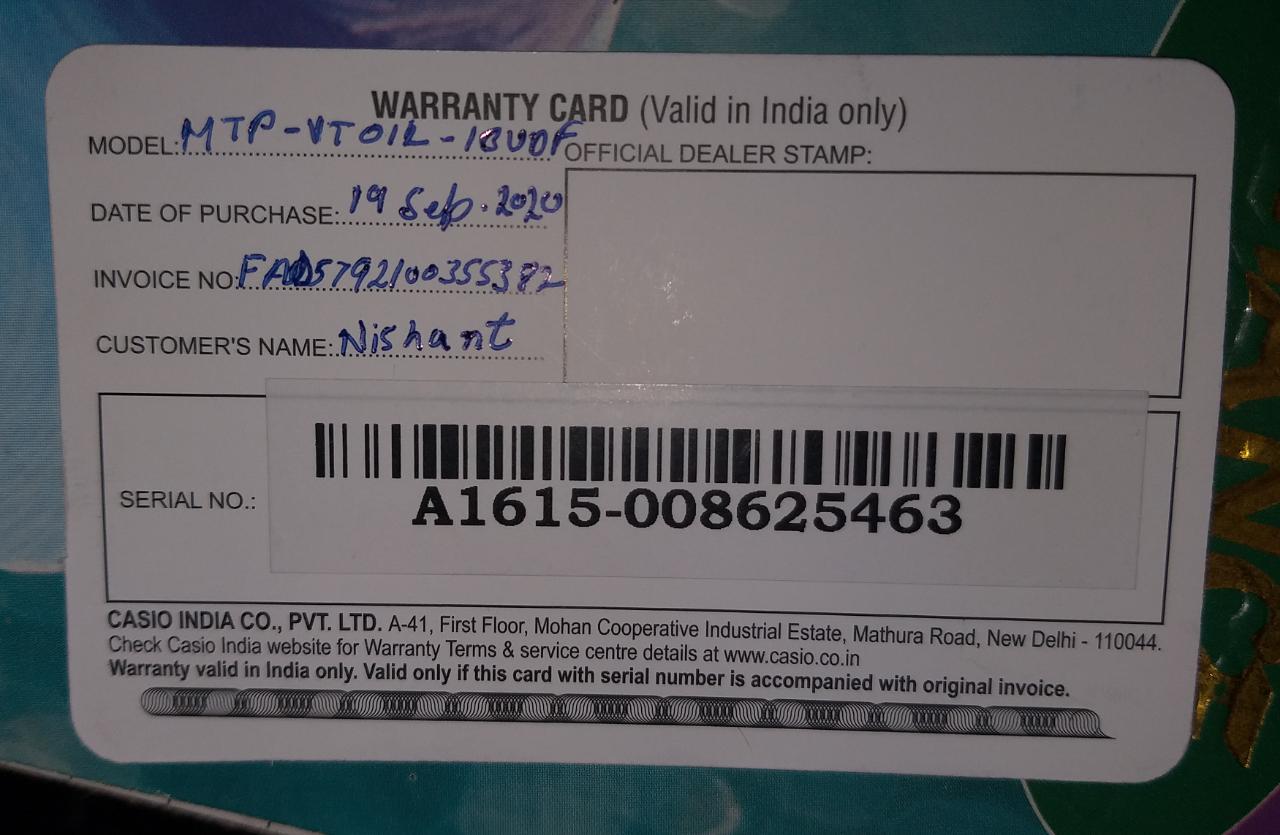 WARRANTY CARD (Valid in India only)
MODEL: MTP-VT01L-1BUDF
OFFICIAL DEALER STAMP:
DATE OF PURCHASE: 19 Sep. 2020
INVOICE NO:
CUSTOMER'S NAME: Nishant
SERIAL NO.:
A1615-008625463
CASIO INDIA CO., PVT. LTD. A-41, First Floor, Mohan Cooperative Industrial Estate, Mathura Road, New Delhi - 110044.
Check Casio India website for Warranty Terms & service centre details at www.casio.co.in
Warranty valid in India only. Valid only if this card with serial number is accompanied with original invoice.